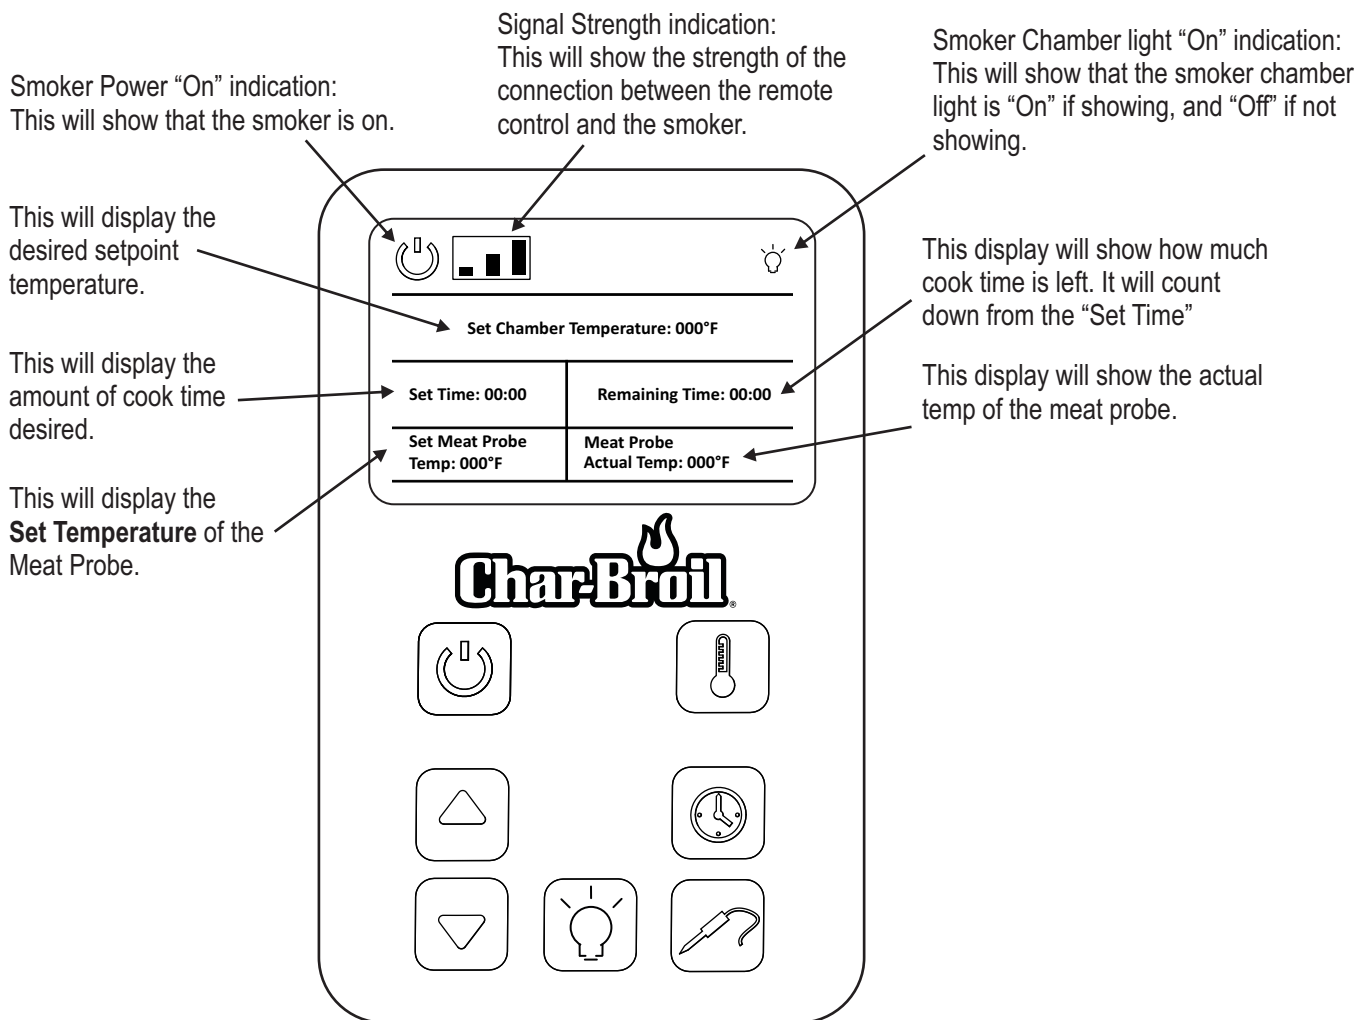 Signal Strength indication:
This will show the strength of the
connection between the remote
control and the smoker.
Smoker Chamber light “On” indication:
This will show that the smoker chamber
light is “On” if showing, and “Off” if not
showing.
Smoker Power “On” indication:
This will show that the smoker is on.
This will display the
desired setpoint
temperature.
This display will show how much
cook time is left. It will count
down from the “Set Time”
This will display the
amount of cook time
desired.
This display will show the actual
temp of the meat probe.
This will display the
Set Temperature of the
Meat Probe.
Set Chamber Temperature: 000°F
Set Time: 00:00
Remaining Time: 00:00
Set Meat Probe
Temp: 000°F
Meat Probe
Actual Temp: 000°F
Char-Broil®